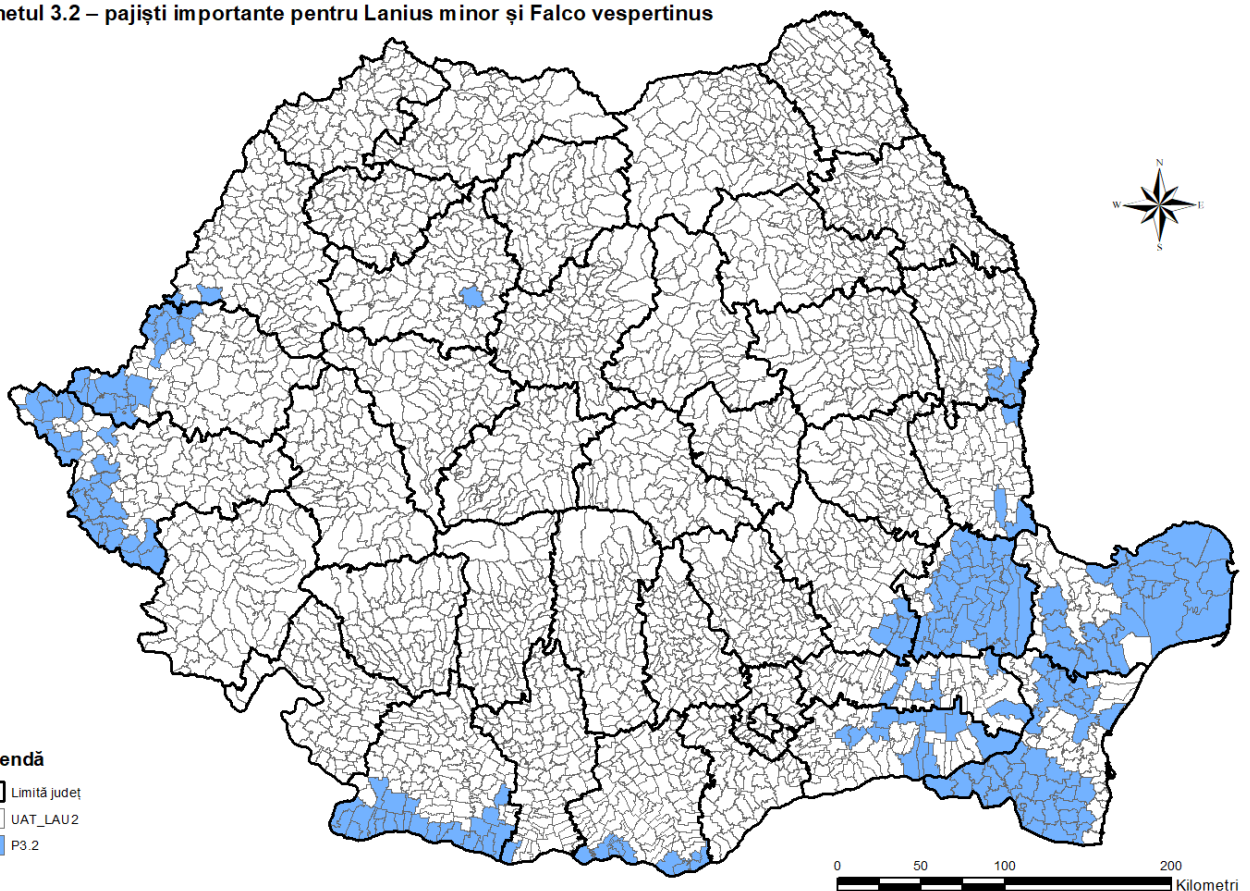 netul 3.2 – pajiști importante pentru Lanius minor și Falco vespertinus
N
W E
S
endă
Limită județ
UAT_LAU2
P3.2
0 50 100 200
Kilometri